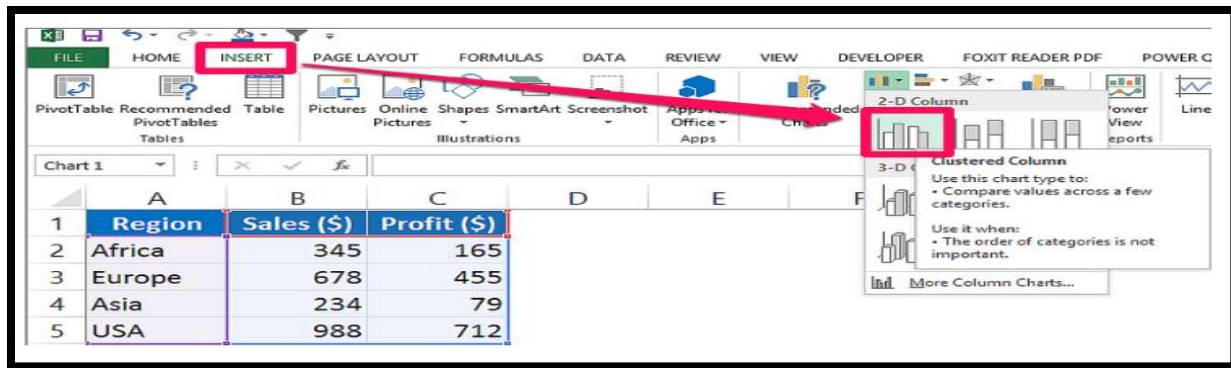 FILE HOME INSERT PAGE LAYOUT FORMULAS DATA REVIEW VIEW DEVELOPER FOXIT READER PDF POWER
PivotTable Recommended PivotTables Table
Pictures Online Pictures Shapes SmartArt Screenshot
Office
Line
Tables
Illustrations
Apps
2-D Column
View
Clustered Column
Use this chart type to:
• Compare values across a few
categories.
Use it when:
• The order of categories is not
important.
More Column Charts...
Chart 1
fx
A B C D E
1 Region Sales ($) Profit ($)
2 Africa 345 165
3 Europe 678 455
4 Asia 234 79
5 USA 988 712